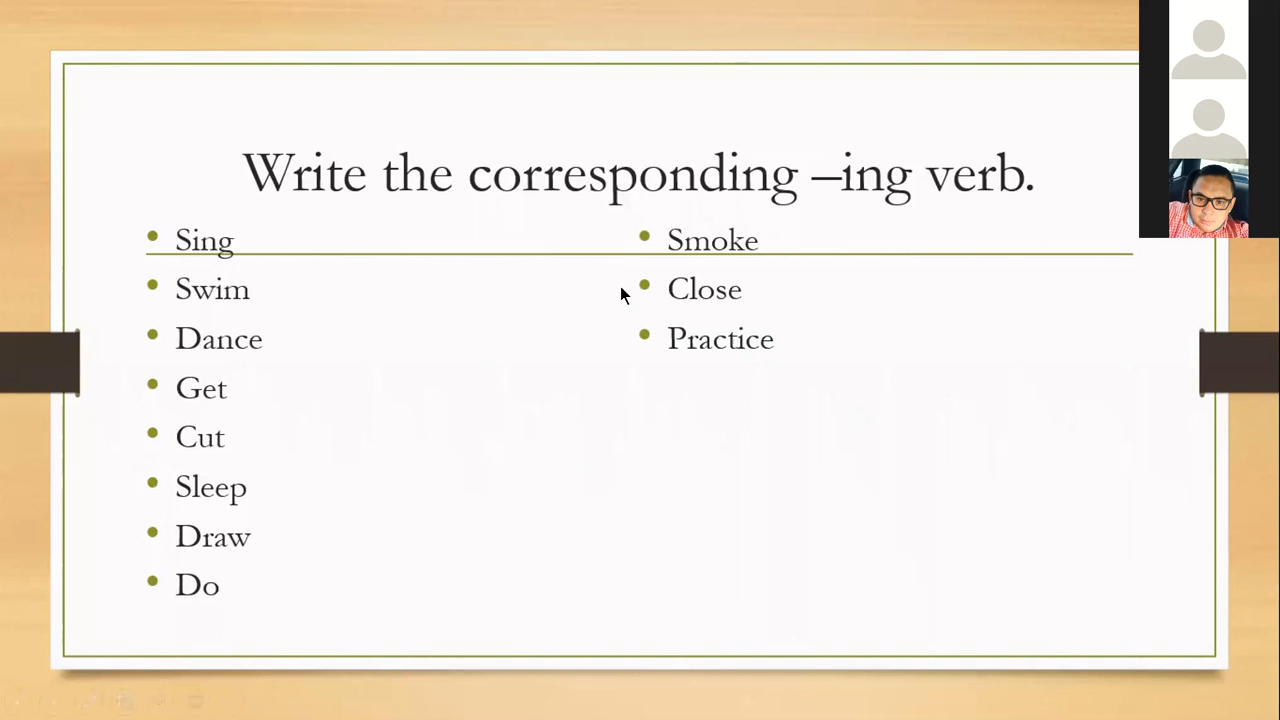 Write the corresponding –ing verb.
Sing
Swim
Dance
Get
Cut
Sleep
Draw
Do
Smoke
Close
Practice